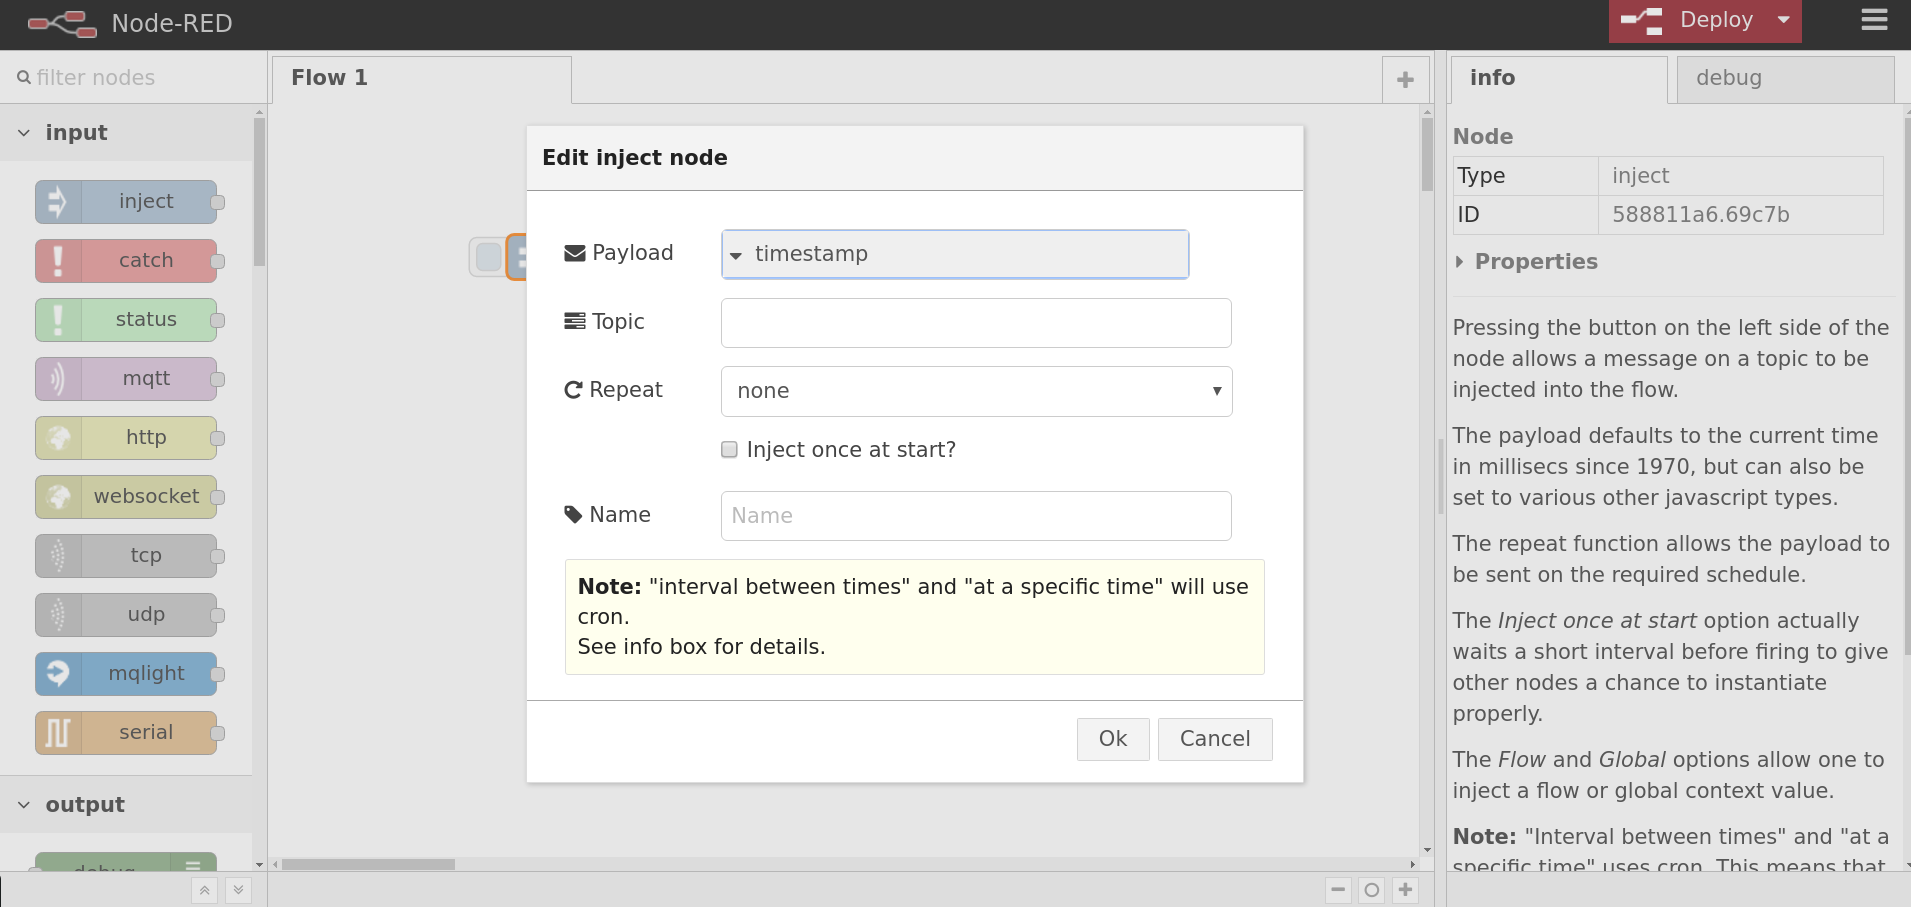 Node-RED
Deploy
filter nodes
Flow 1
info
debug
input
inject
catch
status
mqtt
http
websocket
tcp
udp
mqlight
serial
output
debug
Edit inject node
Payload
timestamp
Topic
Repeat
none
Inject once at start?
Name
Name
Note: "interval between times" and "at a specific time" will use
cron.
See info box for details.
Ok
Cancel
Node
Type
inject
ID
588811a6.69c7b
Properties
Pressing the button on the left side of the
node allows a message on a topic to be
injected into the flow.
The payload defaults to the current time
in millisecs since 1970, but can also be
set to various other javascript types.
The repeat function allows the payload to
be sent on the required schedule.
The Inject once at start option actually
waits a short interval before firing to give
other nodes a chance to instantiate
properly.
The Flow and Global options allow one to
inject a flow or global context value.
Note: "Interval between times" and "at a
specific time" uses cron. This means that